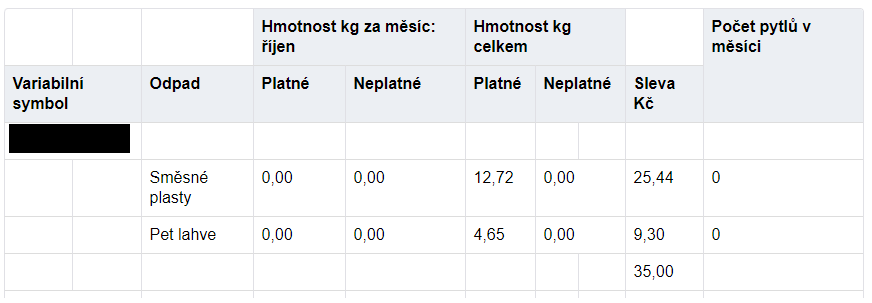 Hmotnost kg za měsíc: říjen
Hmotnost kg celkem
Počet pytlů v měsíci
Variabilní symbol
Odpad
Platné
Neplatné
Platné
Neplatné
Sleva Kč
Směsné plasty
0,00
0,00
12,72
0,00
25,44
0
Pet lahve
0,00
0,00
4,65
0,00
9,30
0
35,00